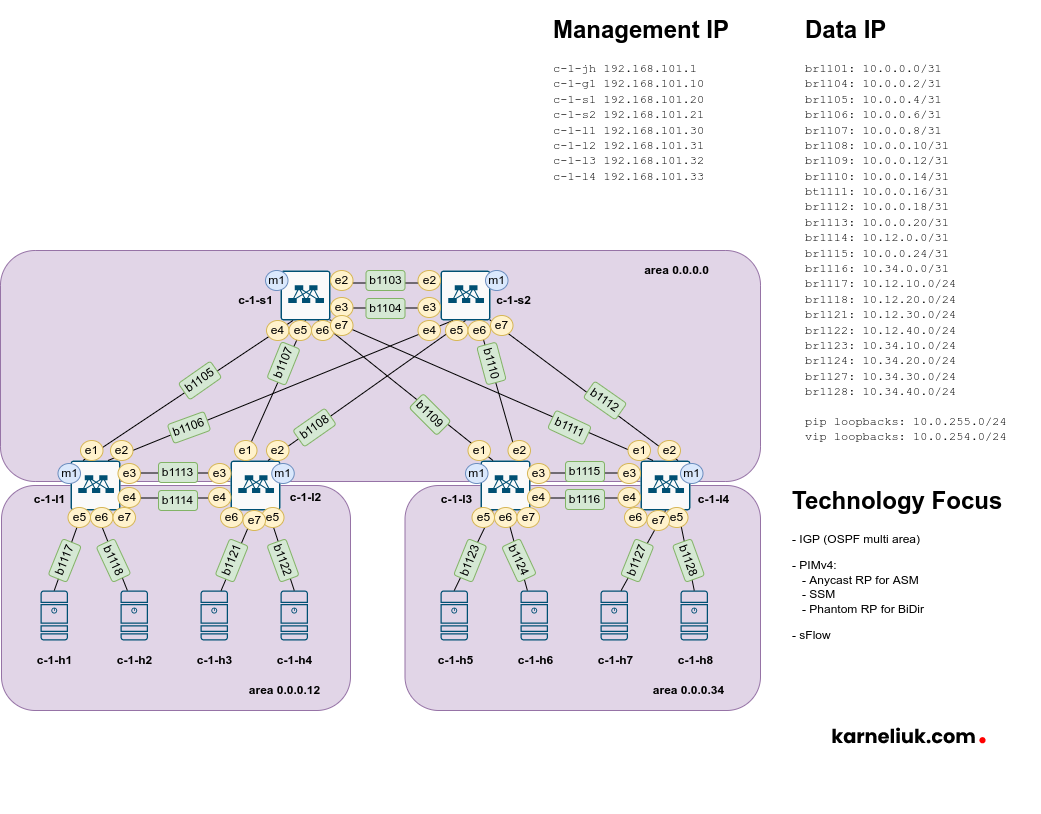 Management IP
c-1-jh 192.168.101.1
c-1-g1 192.168.101.10
c-1-s1 192.168.101.20
c-1-s2 192.168.101.21
c-1-l1 192.168.101.30
c-1-l2 192.168.101.31
c-1-l3 192.168.101.32
c-1-l4 192.168.101.33
Data IP
br1101: 10.0.0.0/31
br1104: 10.0.0.2/31
br1105: 10.0.0.4/31
br1106: 10.0.0.6/31
br1107: 10.0.0.8/31
br1108: 10.0.0.10/31
br1109: 10.0.0.12/31
br1110: 10.0.0.14/31
bt1111: 10.0.0.16/31
br1112: 10.0.0.18/31
br1113: 10.0.0.20/31
br1114: 10.12.0.0/31
br1115: 10.0.0.24/31
br1116: 10.34.0.0/31
br1117: 10.12.10.0/24
br1118: 10.12.20.0/24
br1121: 10.12.30.0/24
br1122: 10.12.40.0/24
br1123: 10.34.10.0/24
br1124: 10.34.20.0/24
br1127: 10.34.30.0/24
br1128: 10.34.40.0/24
pip loopbacks: 10.0.255.0/24
vip loopbacks: 10.0.254.0/24
area 0.0.0.0
m1 e2 b1103 e2 m1
c-1-s1 c-1-s2
e3 b1104 e3
e4 e5 e6 e7 e4 e5 e6 e7
b1105 b1107 b1110
b1106 b1108 b1109 b1111 b1112
e1 e2 e1 e2 e1 e2 e1 e2
m1 e3 b1113 e3 m1 m1 e3 b1115 e3 m1
c-1-l1 e4 b1114 e4 c-1-l2 c-1-l3 e4 b1116 e4 c-1-l4
e5 e6 e7 e6 e7 e5 e5 e6 e7 e6 e7 e5
b1117 b1118 b1121 b1122 b1123 b1124 b1127 b1128
c-1-h1 c-1-h2 c-1-h3 c-1-h4 c-1-h5 c-1-h6 c-1-h7 c-1-h8
area 0.0.0.12 area 0.0.0.34
Technology Focus
- IGP (OSPF multi area)
- PIMv4:
- Anycast RP for ASM
- SSM
- Phantom RP for BiDir
- sFlow
karneliuk.com.